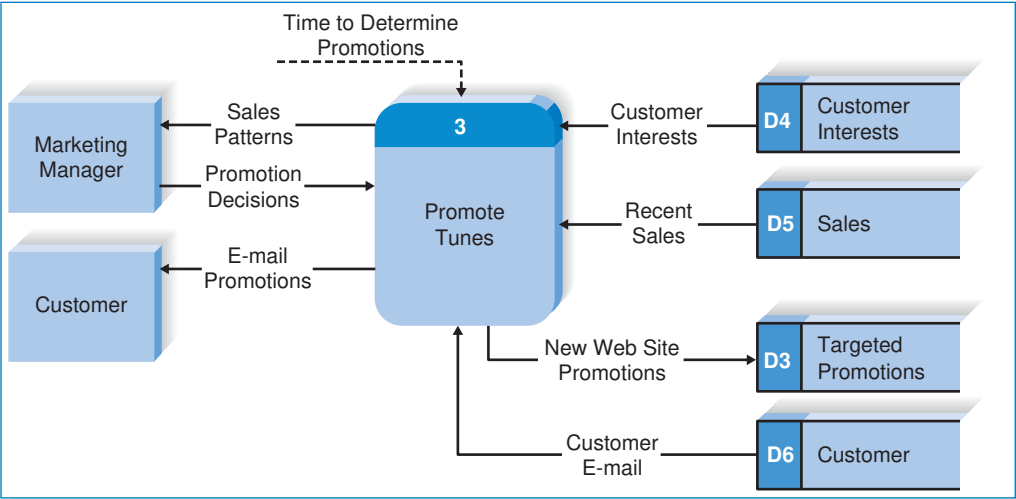 Time to Determine
Promotions
Marketing
Manager
Sales
Patterns
Promotion
Decisions
Customer
E-mail
Promotions
3
Promote
Tunes
Customer
Interests
D4
Customer
Interests
Recent
Sales
D5
Sales
New Web Site
Promotions
D3
Targeted
Promotions
Customer
E-mail
D6
Customer